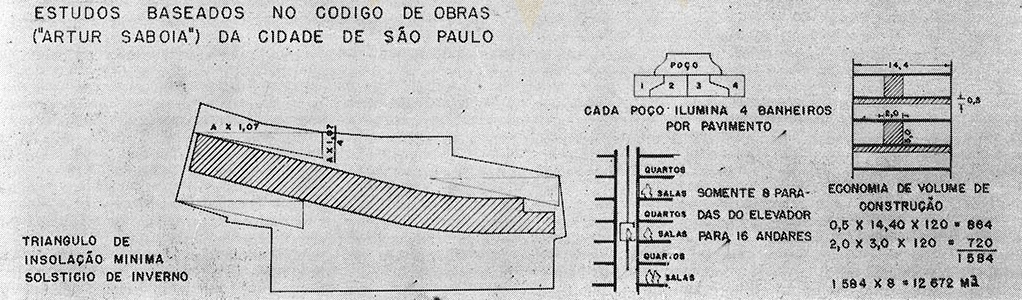 ESTUDOS BASEADOS NO CODIGO DE OBRAS
("ARTUR SABOIA") DA CIDADE DE SÃO PAULO
A X 1,07
A X 1,07
4
TRIANGULO DE
INSOLAÇÃO MINIMA
SOLSTICIO DE INVERNO
POÇO
1 2 3 4
CADA POÇO ILUMINA 4 BANHEIROS
POR PAVIMENTO
QUARTOS
SALAS
QUARTOS
SALAS
QUARTOS
SALAS
SOMENTE 8 PARA-
DAS DO ELEVADOR
PARA 16 ANDARES
14,4
0,5
2,0
3,0
ECONOMIA DE VOLUME DE
CONSTRUÇÃO
0,5 X 14,40 X 120 = 864
2,0 X 3,0 X 120 = 720
1584
1 584 X 8 = 12 672 M3